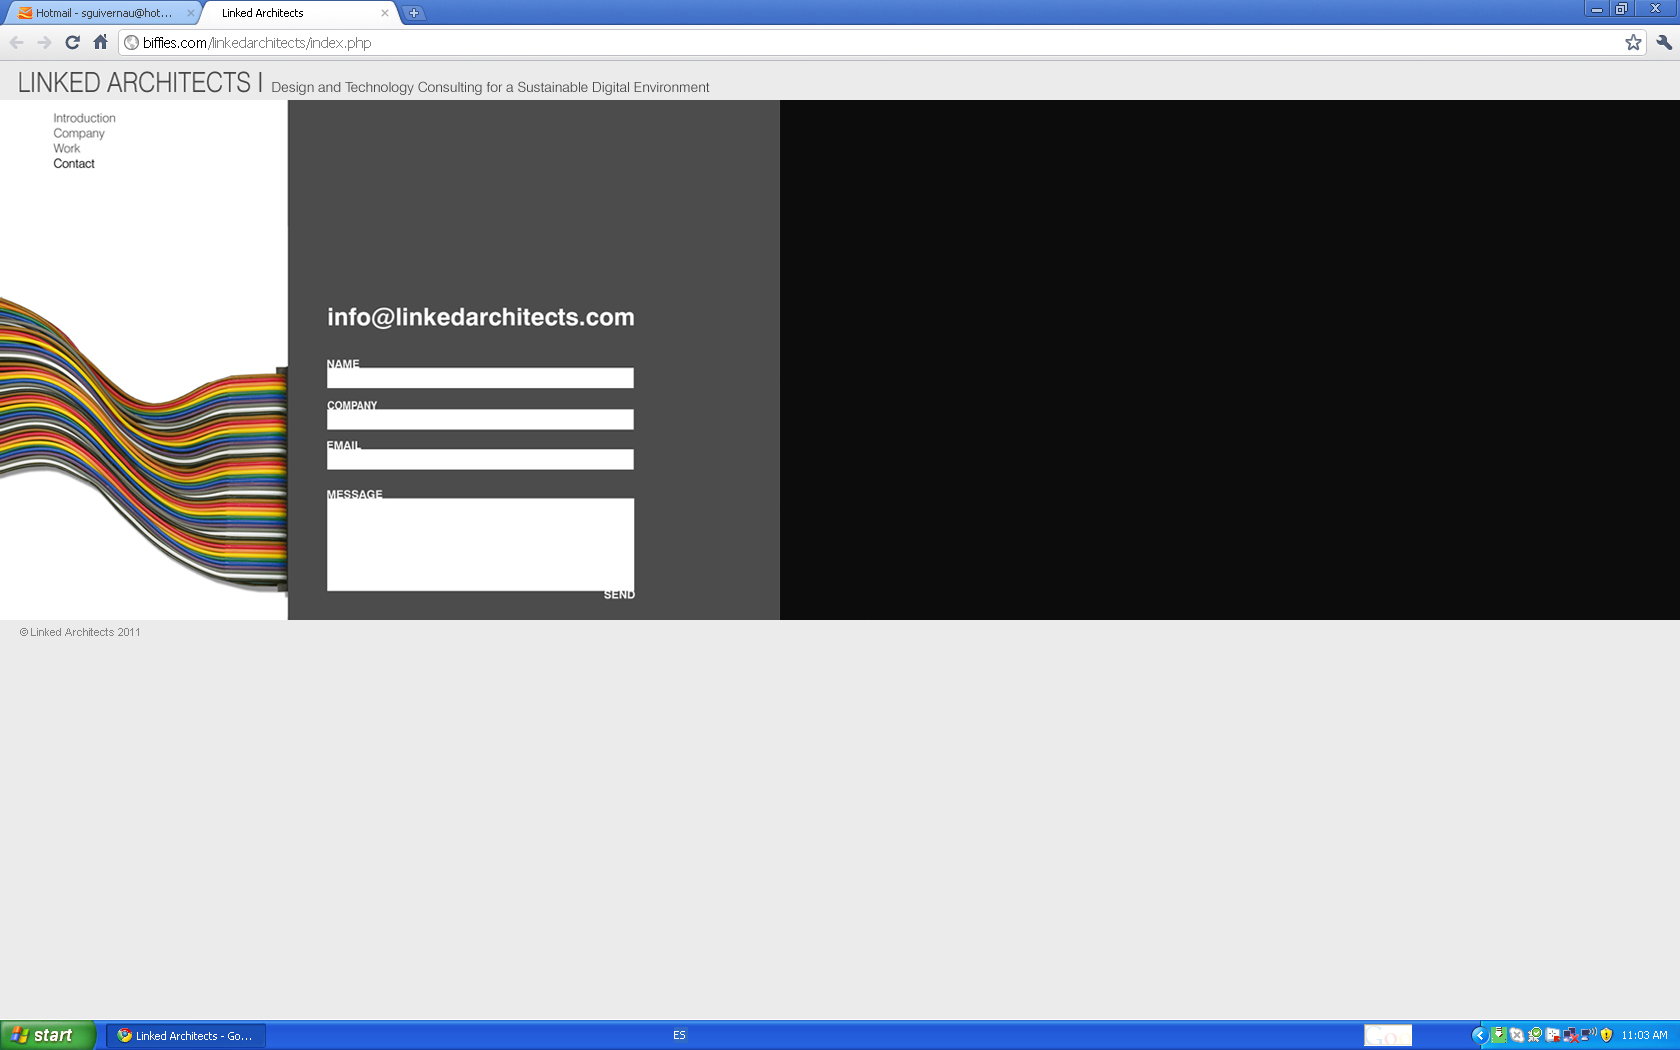 Hotmail - sguivernau@hot...
Linked Architects
biffies.com/linkedarchitects/index.php
LINKED ARCHITECTS | Design and Technology Consulting for a Sustainable Digital Environment
Introduction
Company
Work
Contact
info@linkedarchitects.com
NAME
COMPANY
EMAIL
MESSAGE
SEND
© Linked Architects 2011
start
Linked Architects - Go...
ES
11:03 AM